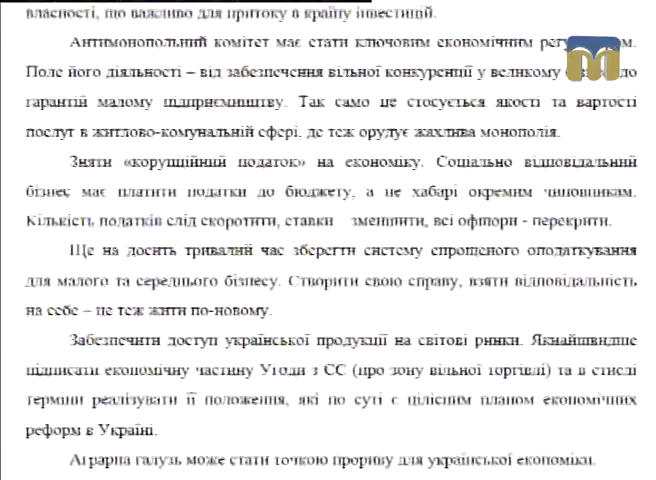 власності, що важливо для притоку в країну інвестицій.
Антимонопольний комітет має стати ключовим економічним
Поле його діяльності – від забезпечення вільної конкуренції у великому до
гарантій малому підприємництву. Так само це стосується якості та вартості
послуг в житлово-комунальній сфері, де теж орудує жахлива монополія.
Зняти «корупційний податок» на економіку. Соціально відповідальний
бізнес має платити податки до бюджету, а не хабарі окремим чиновникам.
Кількість податків слід скоротити, ставки зменшити, всі офшори - перекрити.
Ще на досить тривалий час зберегти систему спрощеного оподаткування
для малого та середнього бізнесу. Створити свою справу, взяти відповідальність
на себе – це теж жити по-новому.
Забезпечити доступ української продукції на світові ринки. Якнайшвидше
підписати економічну частину Угоди з ЄС (про зону вільної торгівлі) та в стислі
терміни реалізувати її положення, які по суті є цілісним планом економічних
реформ в Україні.
Аграрна галузь може стати точкою прориву для української економіки.